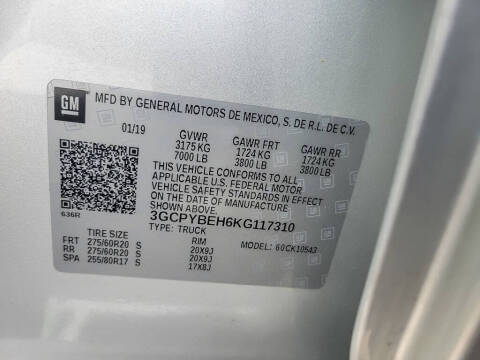 GM
MFD BY GENERAL MOTORS DE MEXICO, S. DE R.L. DE C.V.
01/19 GVWR GAWR FRT GAWR RR
3175 KG 1724 KG 1724 KG
7000 LB 3800 LB 3800 LB
THIS VEHICLE CONFORMS TO ALL
APPLICABLE U.S. FEDERAL MOTOR
VEHICLE SAFETY STANDARDS IN EFFECT
ON THE DATE OF MANUFACTURE
SHOWN ABOVE.
636R 3GCPYBEH6KG117310
TYPE: TRUCK MODEL: 60CK10543
TIRE SIZE RIM
FRT 275/60R20 S 20X9J
RR 275/60R20 S 20X9J
SPA 255/80R17 S 17X8J